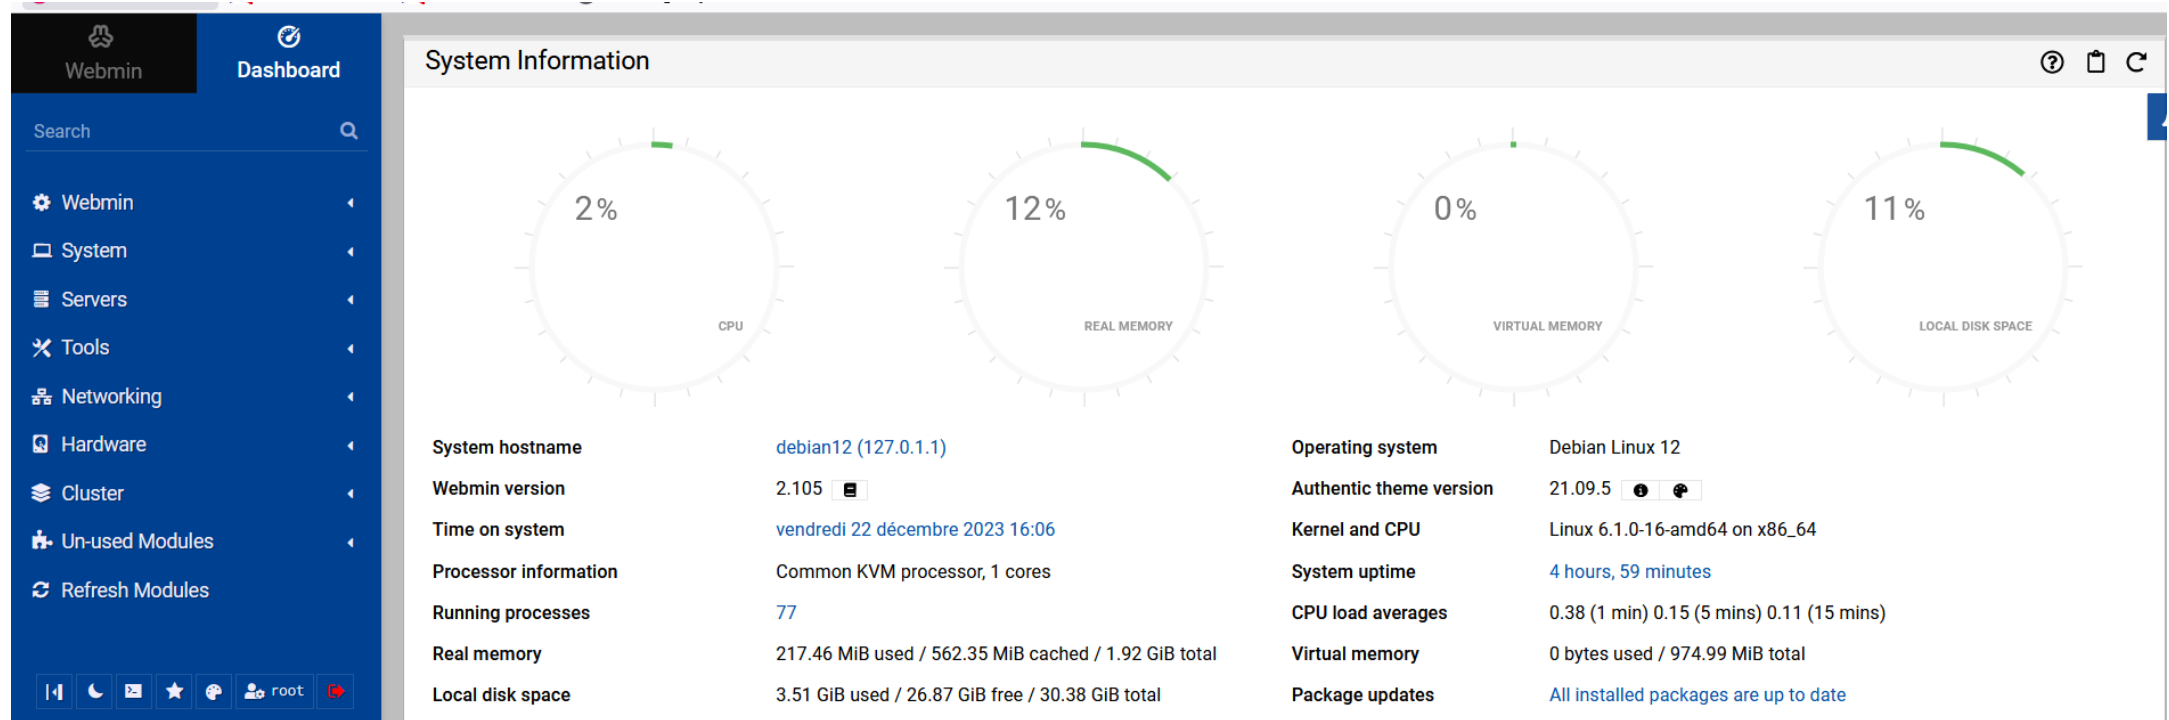 Webmin
Dashboard
Search
Webmin
System
Servers
Tools
Networking
Hardware
Cluster
Un-used Modules
Refresh Modules
root
System Information
2%
CPU
12%
REAL MEMORY
0%
VIRTUAL MEMORY
11%
LOCAL DISK SPACE
System hostname debian12 (127.0.1.1) Operating system Debian Linux 12
Webmin version 2.105 Authentic theme version 21.09.5
Time on system vendredi 22 décembre 2023 16:06 Kernel and CPU Linux 6.1.0-16-amd64 on x86_64
Processor information Common KVM processor, 1 cores System uptime 4 hours, 59 minutes
Running processes 77 CPU load averages 0.38 (1 min) 0.15 (5 mins) 0.11 (15 mins)
Real memory 217.46 MiB used / 562.35 MiB cached / 1.92 GiB total Virtual memory 0 bytes used / 974.99 MiB total
Local disk space 3.51 GiB used / 26.87 GiB free / 30.38 GiB total Package updates All installed packages are up to date